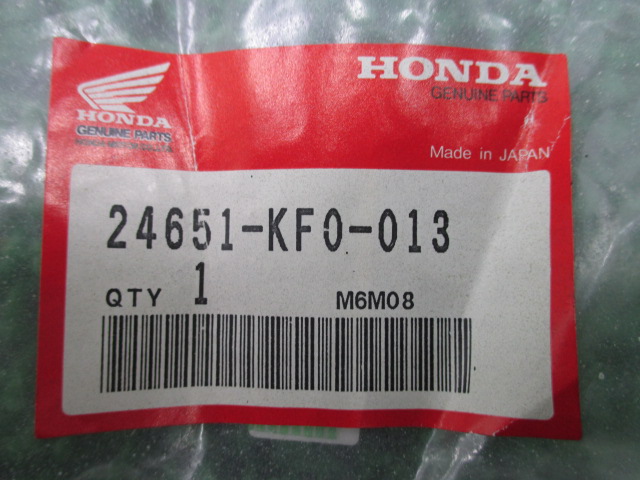 HONDA
GENUINE PARTS
HONDA
GENUINE PARTS
Made in JAPAN
24651-KF0-013
QTY 1 M6M08